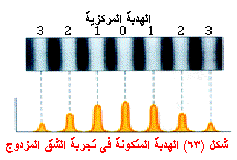 الهدبة المركزية
3 2 1 0 1 2 3
شكل (٦٣) الهدبة المتكونة فى تجربة الشق المزدوج